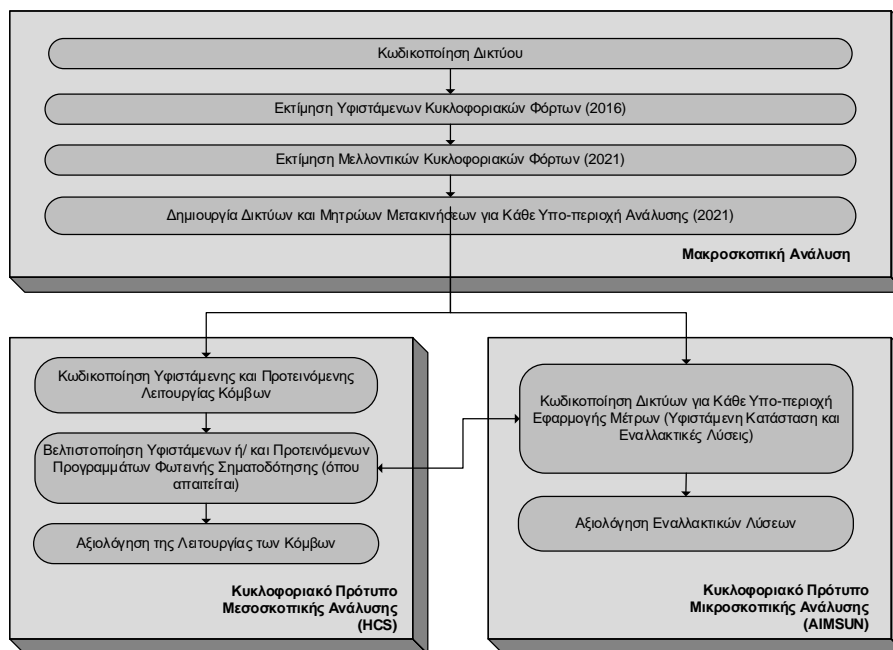 Κωδικοποίηση Δικτύου
Εκτίμηση Υφιστάμενων Κυκλοφοριακών Φόρτων (2016)
Εκτίμηση Μελλοντικών Κυκλοφοριακών Φόρτων (2021)
Δημιουργία Δικτύων και Μητρώων Μετακινήσεων για Κάθε Υπο-περιοχή Ανάλυσης (2021)
Μακροσκοπική Ανάλυση
Κωδικοποίηση Υφιστάμενης και Προτεινόμενης
Λειτουργίας Κόμβων
Βελτιστοποίηση Υφιστάμενων ή/ και Προτεινόμενων
Προγραμμάτων Φωτεινής Σηματοδότησης (όπου
απαιτείται)
Αξιολόγηση της Λειτουργίας των Κόμβων
Κυκλοφοριακό Πρότυπο
Μεσοσκοπικής Ανάλυσης
(HCS)
Κωδικοποίηση Δικτύων για Κάθε Υπο-περιοχή
Εφαρμογής Μέτρων (Υφιστάμενη Κατάσταση και
Εναλλακτικές Λύσεις)
Αξιολόγηση Εναλλακτικών Λύσεων
Κυκλοφοριακό Πρότυπο
Μικροσκοπικής Ανάλυσης
(AIMSUN)